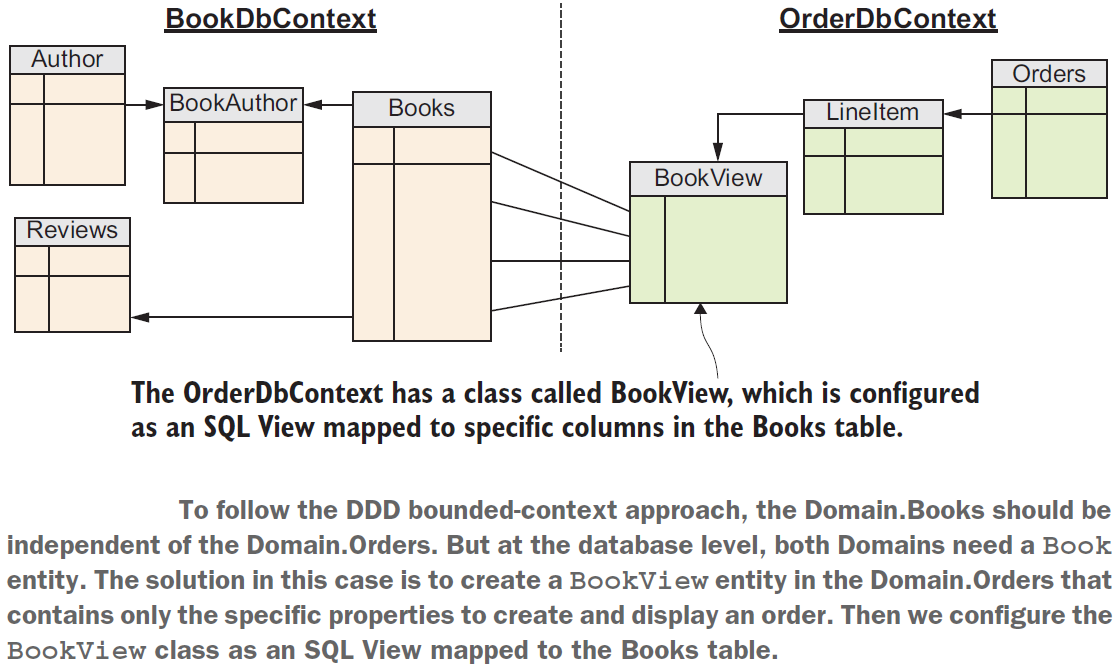 BookDbContext
OrderDbContext
Author
BookAuthor
Books
Reviews
BookView
LineItem
Orders
The OrderDbContext has a class called BookView, which is configured
as an SQL View mapped to specific columns in the Books table.
To follow the DDD bounded-context approach, the Domain.Books should be
independent of the Domain.Orders. But at the database level, both Domains need a Book
entity. The solution in this case is to create a BookView entity in the Domain.Orders that
contains only the specific properties to create and display an order. Then we configure the
BookView class as an SQL View mapped to the Books table.